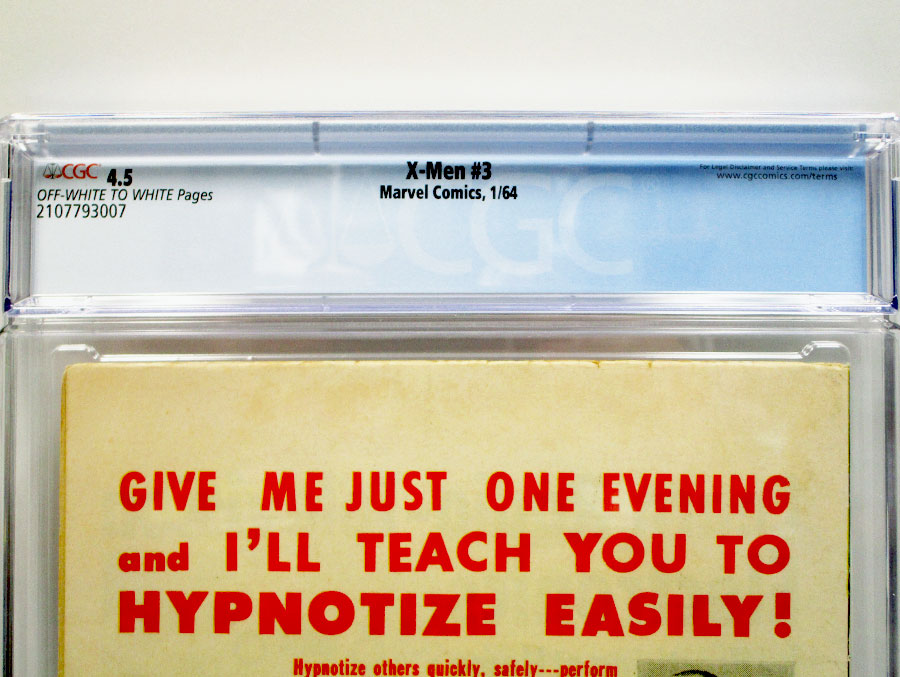 CGC 4.5
OFF-WHITE TO WHITE Pages
2107793007
X-Men #3
Marvel Comics, 1/64
For Legal Disclaimer and Service Terms please visit:
www.cgccomics.com/terms
CGC
GIVE ME JUST ONE EVENING
and I'LL TEACH YOU TO
HYPNOTIZE EASILY!
Hypnotize others quickly, safely---perform